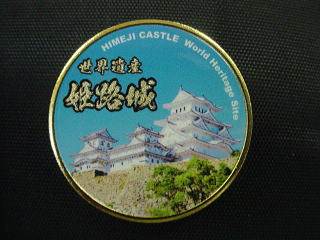 HIMEJI CASTLE World Heritage Site
世界遺産
姫路城